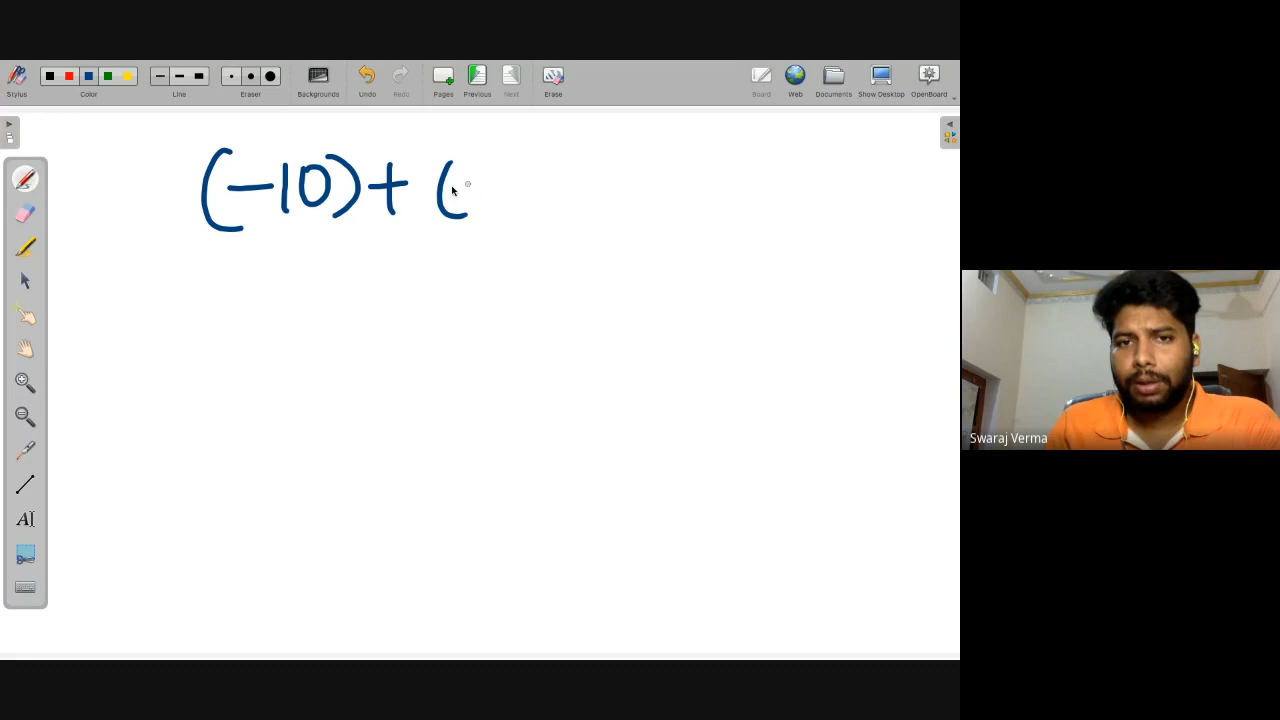 Stylus Color Line Eraser Backgrounds Undo Redo Pages Previous Next Erase Board Web Documents Show Desktop OpenBoard
(-10)+ (
Swaraj Verma
AI